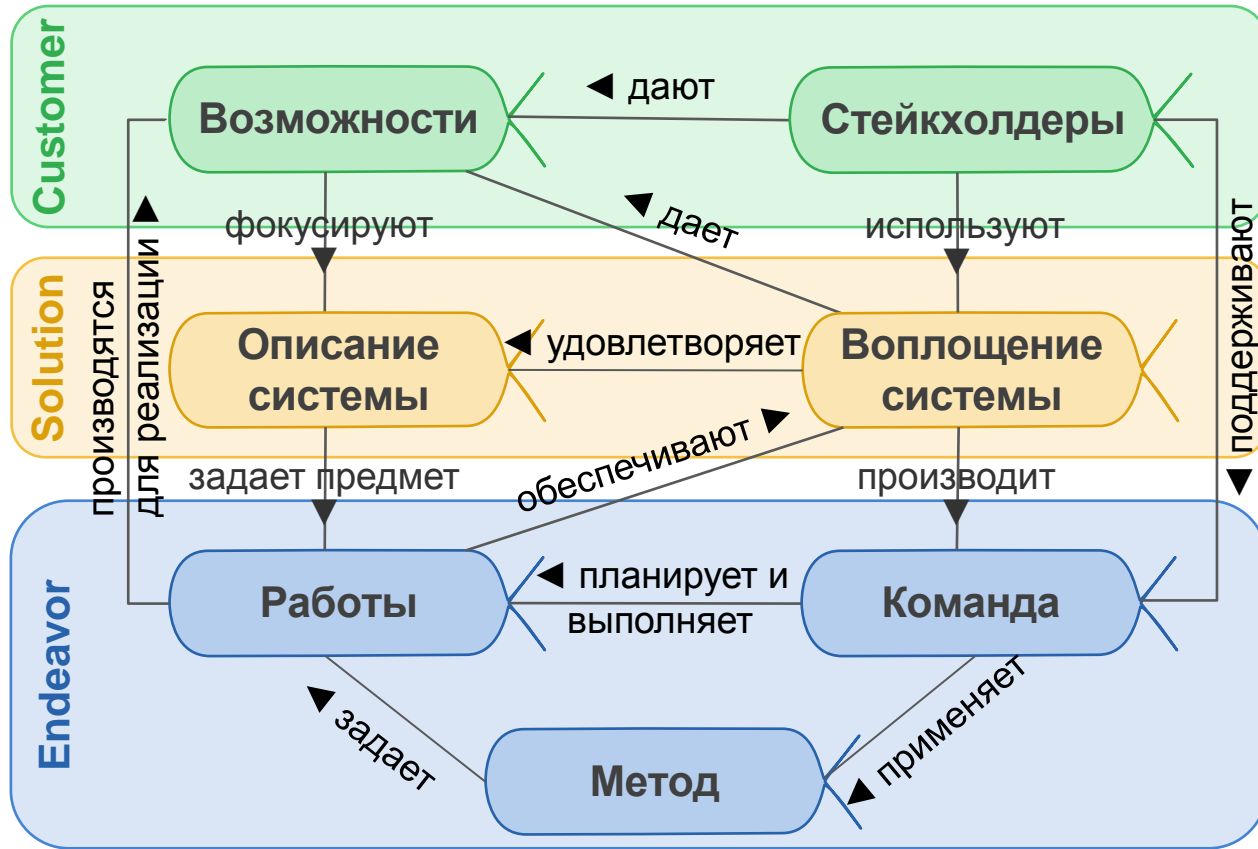 Customer
◄ дают
Возможности
Стейкхолдеры
фокусируют
◄ дает
используют
производятся
для реализации ►
◄ поддерживают
Solution
Описание
системы
◄ удовлетворяет
Воплощение
системы
задает предмет
обеспечивают ►
производит
Endeavor
Работы
◄ планирует и
выполняет
Команда
◄ задает
Метод
◄ применяет